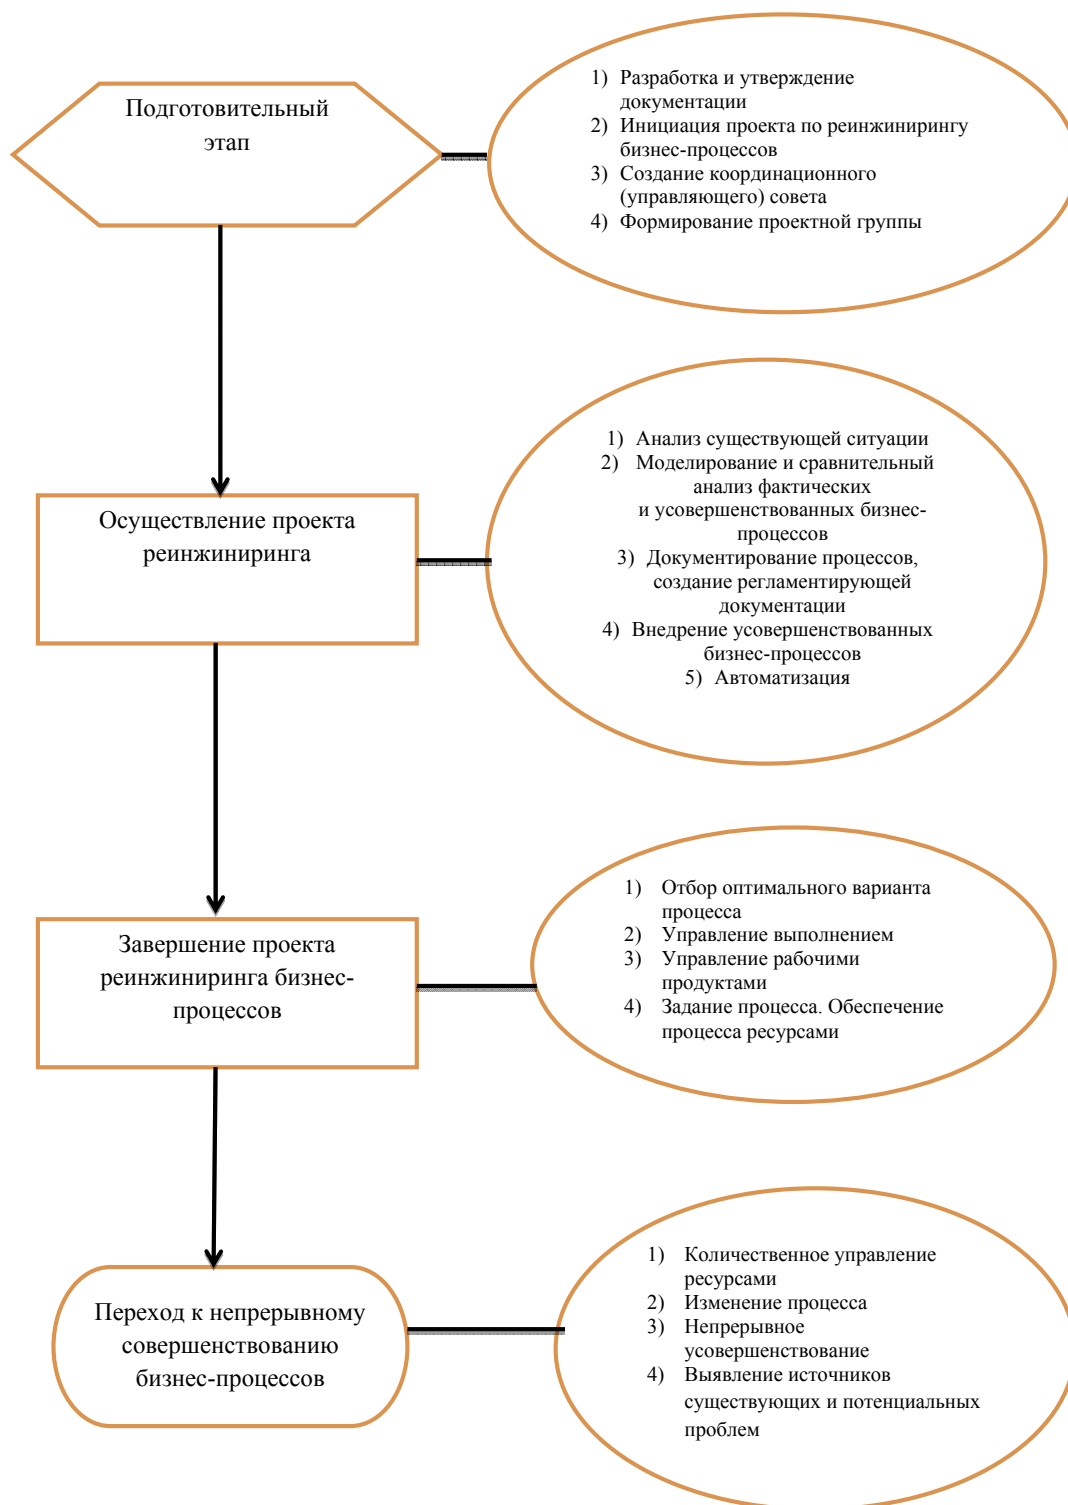 Подготовительный
этап
1) Разработка и утверждение
документации
2) Инициация проекта по реинжинирингу
бизнес-процессов
3) Создание координационного
(управляющего) совета
4) Формирование проектной группы
Осуществление проекта
реинжиниринга
1) Анализ существующей ситуации
2) Моделирование и сравнительный
анализ фактических
и усовершенствованных бизнес-
процессов
3) Документирование процессов,
создание регламентирующей
документации
4) Внедрение усовершенствованных
бизнес-процессов
5) Автоматизация
Завершение проекта
реинжиниринга бизнес-
процессов
1) Отбор оптимального варианта
процесса
2) Управление выполнением
3) Управление рабочими
продуктами
4) Задание процесса. Обеспечение
процесса ресурсами
Переход к непрерывному
совершенствованию
бизнес-процессов
1) Количественное управление
ресурсами
2) Изменение процесса
3) Непрерывное
усовершенствование
4) Выявление источников
существующих и потенциальных
проблем